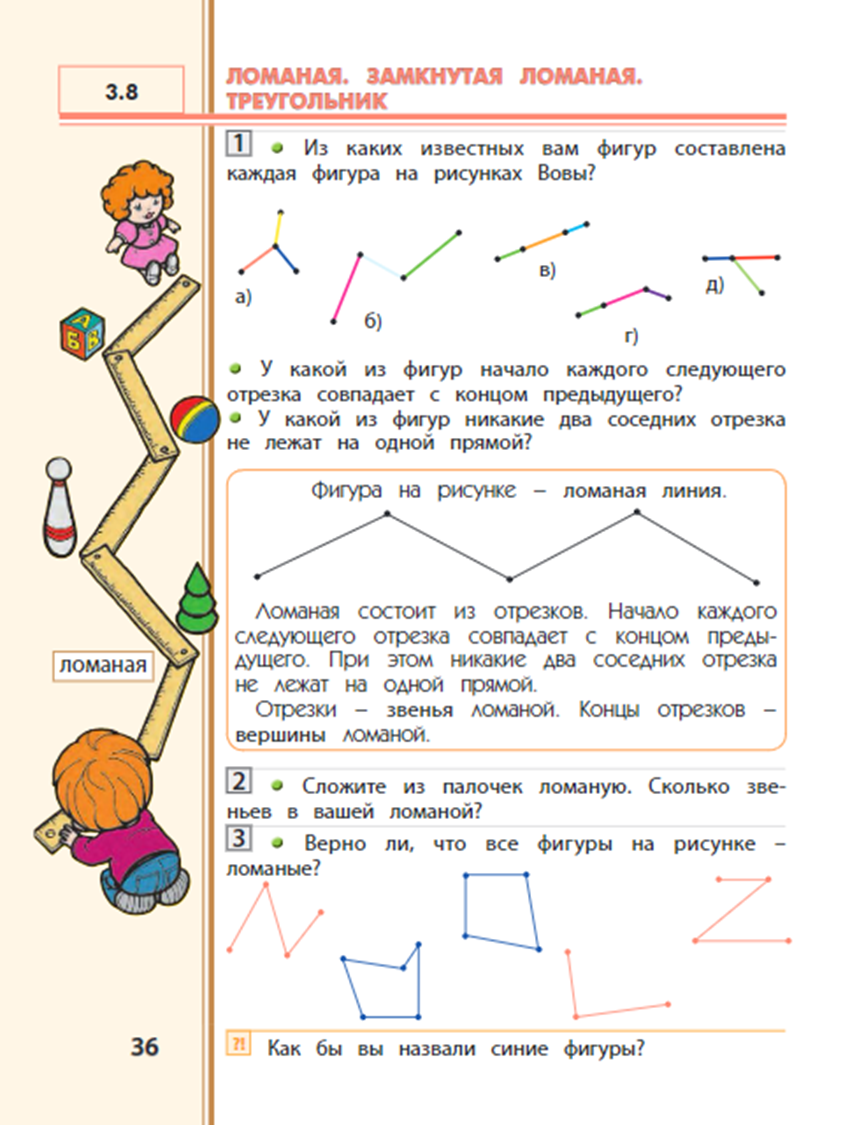 3.8
ЛОМАНАЯ. ЗАМКНУТАЯ ЛОМАНАЯ.
ТРЕУГОЛЬНИК
1 Из каких известных вам фигур составлена
каждая фигура на рисунках Вовы?
а)
б)
в)
г)
д)
У какой из фигур начало каждого следующего
отрезка совпадает с концом предыдущего?
У какой из фигур никакие два соседних отрезка
не лежат на одной прямой?
А
Б В
Фигура на рисунке – ломаная линия.
Ломаная состоит из отрезков. Начало каждого
следующего отрезка совпадает с концом преды-
дущего. При этом никакие два соседних отрезка
не лежат на одной прямой.
Отрезки – звенья ломаной. Концы отрезков –
вершины ломаной.
ломаная
2 Сложите из палочек ломаную. Сколько зве-
ньев в вашей ломаной?
3 Верно ли, что все фигуры на рисунке –
ломаные?
?! Как бы вы назвали синие фигуры?
36